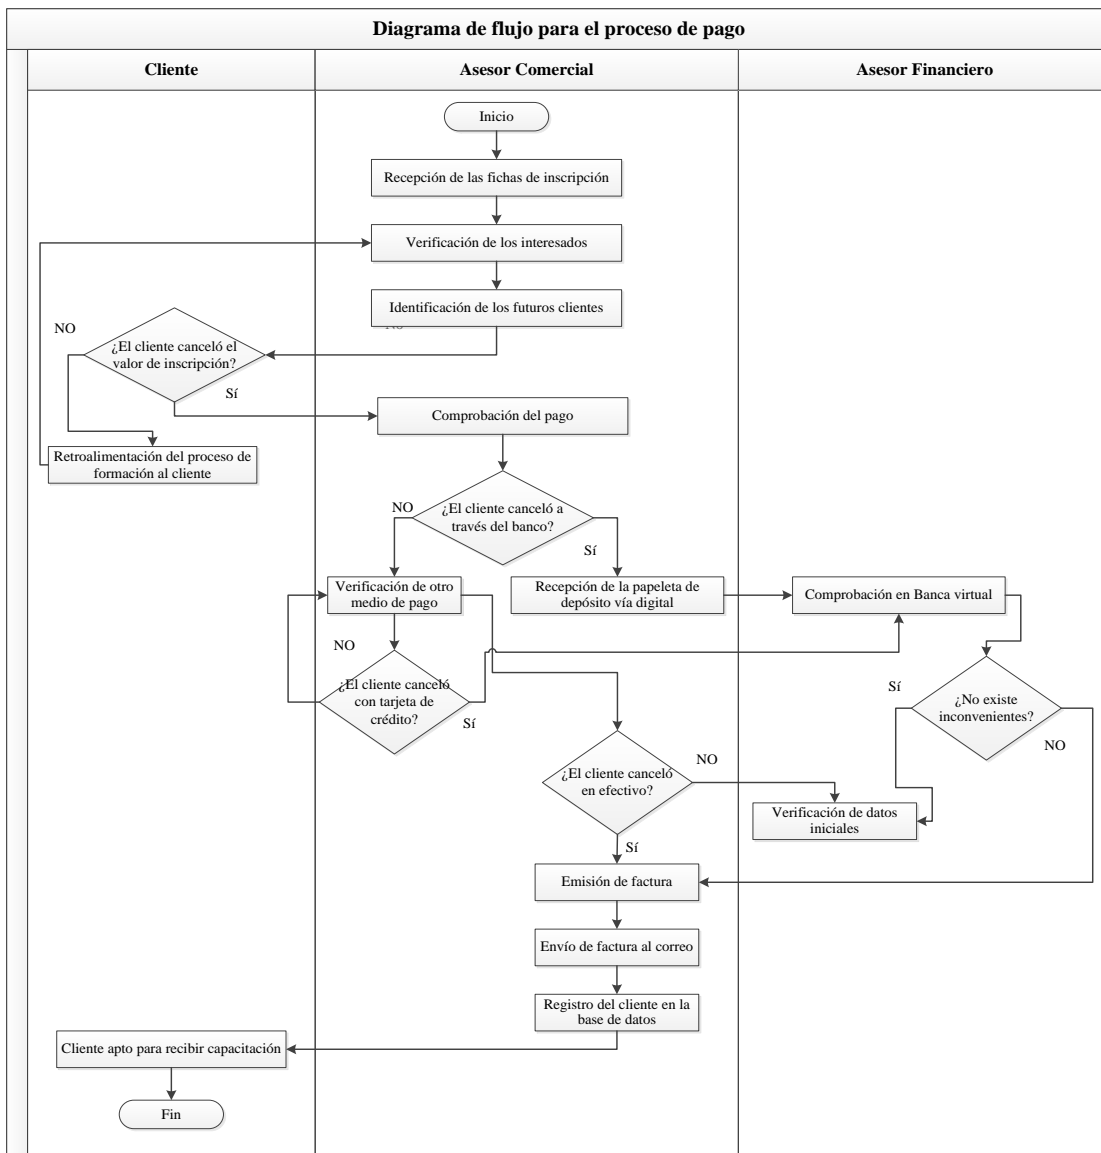 Diagrama de flujo para el proceso de pago
Cliente
Asesor Comercial
Asesor Financiero
Inicio
Recepción de las fichas de inscripción
Verificación de los interesados
Identificación de los futuros clientes
No
NO
¿El cliente canceló el
valor de inscripción?
Sí
Comprobación del pago
Retroalimentación del proceso de
formación al cliente
NO
¿El cliente canceló a
través del banco?
Sí
Verificación de otro
medio de pago
Recepción de la papeleta de
depósito vía digital
Comprobación en Banca virtual
NO
¿El cliente canceló
con tarjeta de
crédito?
Sí
Sí
¿No existe
inconvenientes?
NO
¿El cliente canceló
en efectivo?
NO
Verificación de datos
iniciales
Sí
Emisión de factura
Envío de factura al correo
Registro del cliente en la
base de datos
Cliente apto para recibir capacitación
Fin